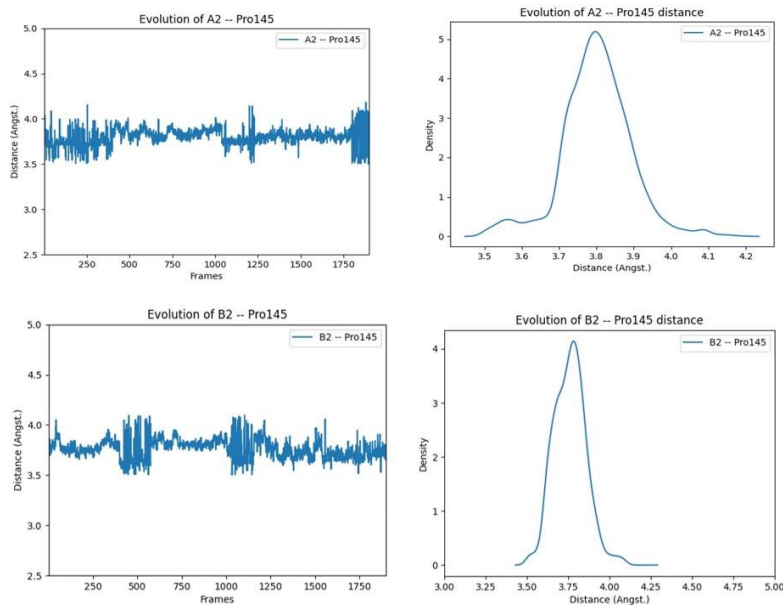 Evolution of A2 -- Pro145
A2 -- Pro145
Distance (Angst.)
5.0
4.5
4.0
3.5
3.0
2.5
250 500 750 1000 1250 1500 1750
Frames
Evolution of A2 -- Pro145 distance
A2 -- Pro145
Density
5
4
3
2
1
0
3.5 3.6 3.7 3.8 3.9 4.0 4.1 4.2
Distance (Angst.)
Evolution of B2 -- Pro145
B2 -- Pro145
Distance (Angst.)
5.0
4.5
4.0
3.5
3.0
2.5
250 500 750 1000 1250 1500 1750
Frames
Evolution of B2 -- Pro145 distance
B2 -- Pro145
Density
4
3
2
1
0
3.00 3.25 3.50 3.75 4.00 4.25 4.50 4.75 5.00
Distance (Angst.)